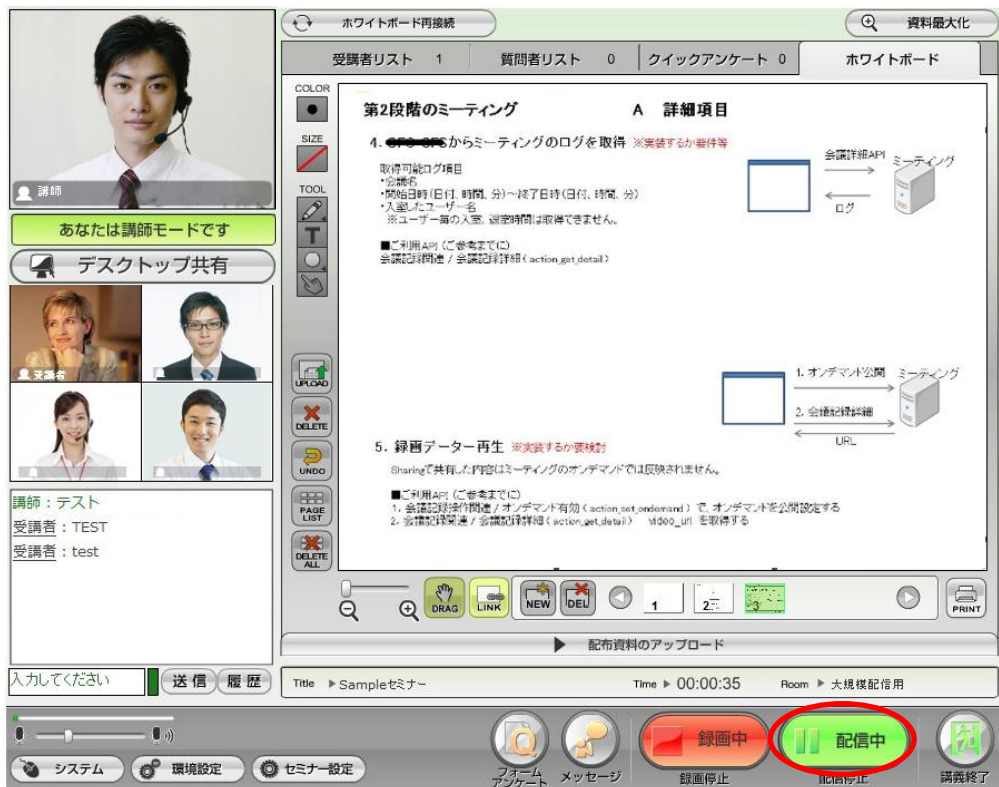 ホワイトボード再接続
資料最大化
受講者リスト 1
質問者リスト 0
クイックアンケート 0
ホワイトボード
講師
あなたは講師モードです
デスクトップ共有
受講者
講師:テスト
受講者:TEST
受講者:test
入力してください
送信
履歴
COLOR
SIZE
TOOL
T
UPLOAD
DELETE
UNDO
PAGE LIST
DELETE ALL
第2段階のミーティング A 詳細項目
4. からミーティングのログを取得 ※実装するか要件等
取得可能ログ項目
・会議名
・開始日時(日付、時間、分)~終了日時(日付、時間、分)
・入室したユーザー名
※ユーザー毎の入室、退室時間は取得できません。
■ご利用API(ご参考までに)
会議記録関連 / 会議記録詳細(action_get_detail)
会議詳細API
ミーティング
ログ
1. オンデマンド公開
ミーティング
2. 会議記録詳細
URL
5. 録画データー再生 ※実装するか要検討
Sharingで共有した内容はミーティングのオンデマンドでは反映されません。
■ご利用API(ご参考までに)
1. 会議記録操作関連 / オンデマンド有効(action_set_ondemand)で、オンデマンドを公開設定する
2. 会議記録関連 / 会議記録詳細(action_get_detail) video_url を取得する
DRAG
LINK
NEW
DEL
1
2
3
PRINT
配布資料のアップロード
Title Sampleセミナー
Time 00:00:35
Room 大規模配信用
システム
環境設定
セミナー設定
フォーム
アンケート
メッセージ
録画中
録画停止
配信中
配信停止
講義終了